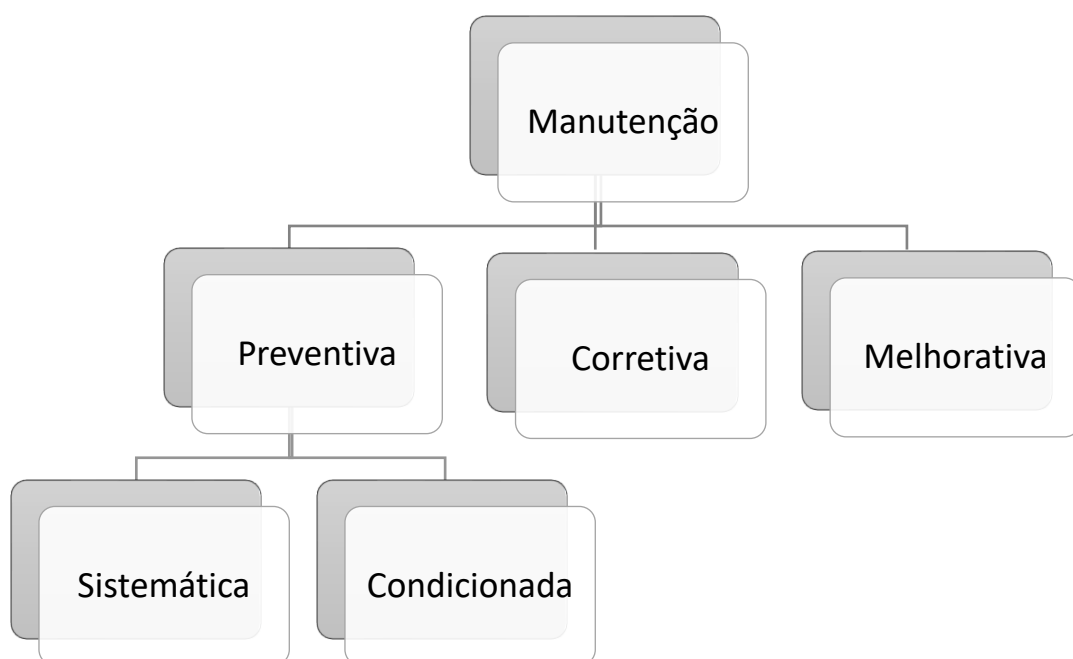 Manutenção
Preventiva
Corretiva
Melhorativa
Sistemática
Condicionada